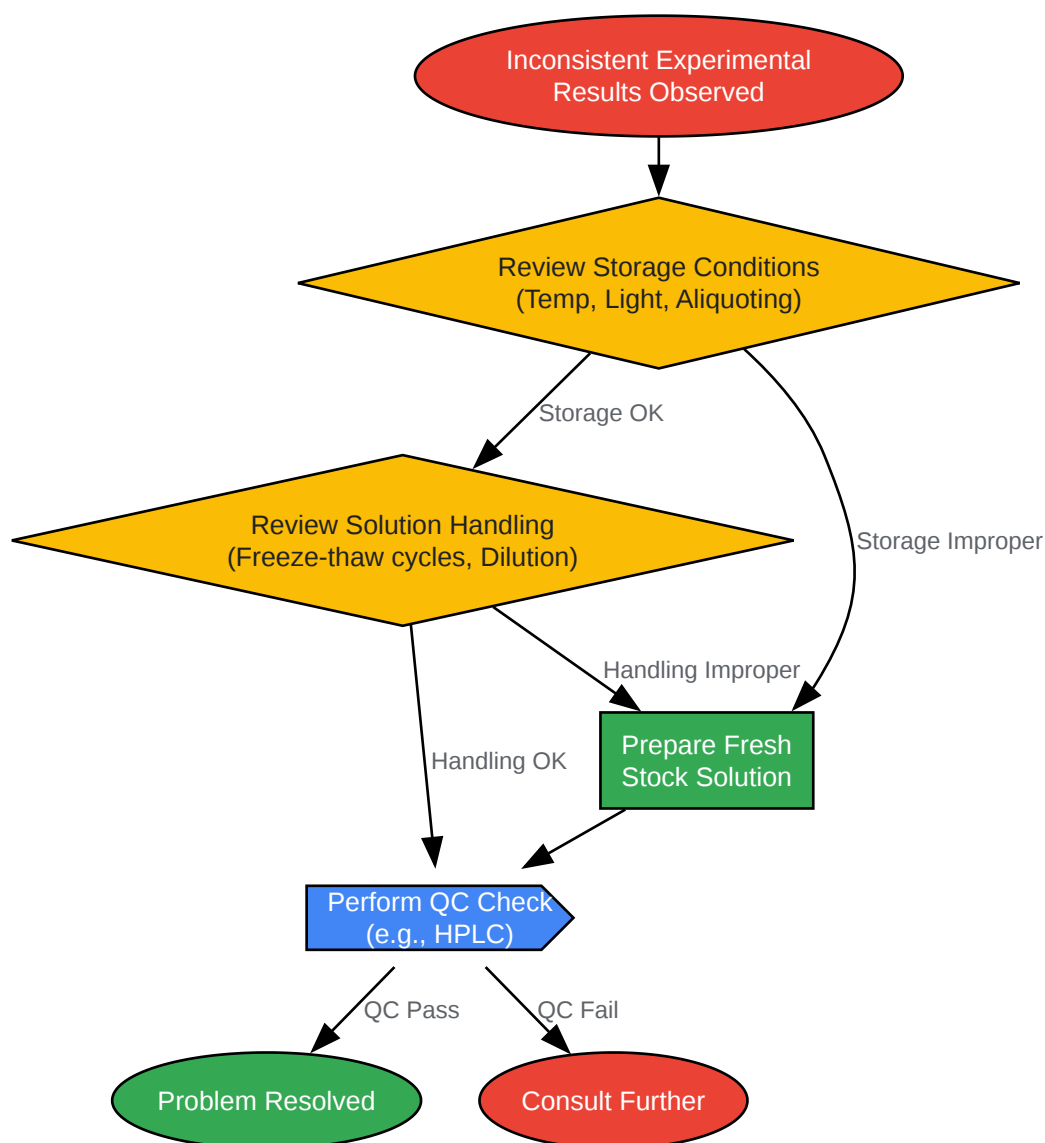 Inconsistent Experimental
Results Observed
Review Storage Conditions
(Temp, Light, Aliquoting)
Storage OK
Review Solution Handling
(Freeze-thaw cycles, Dilution)
Storage Improper
Handling Improper
Prepare Fresh
Stock Solution
Handling OK
Perform QC Check
(e.g., HPLC)
QC Pass
QC Fail
Problem Resolved
Consult Further